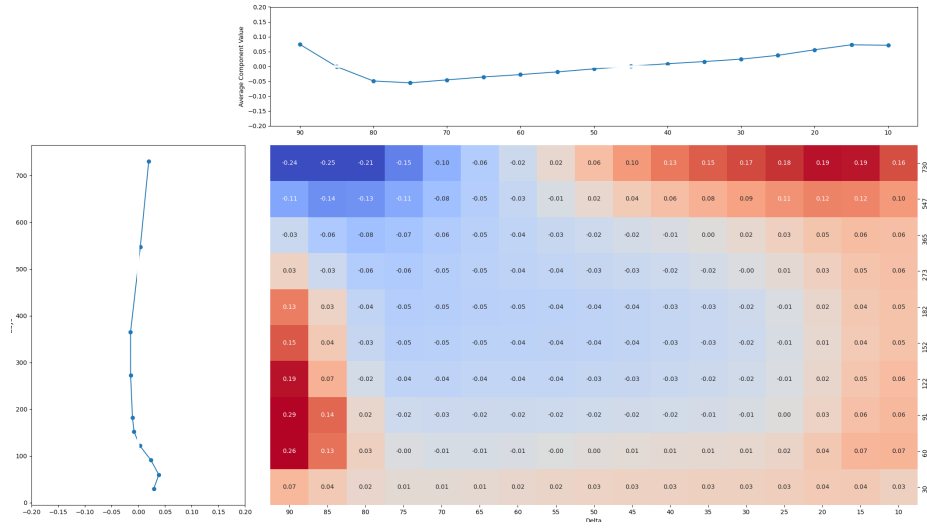 0.20
0.15
0.10
0.05
0.00
−0.05
−0.10
−0.15
−0.20
Average Component Value
90 80 70 60 50 40 30 20 10
700
600
500
400
300
200
100
0
−0.20 −0.15 −0.10 −0.05 0.00 0.05 0.10 0.15 0.20
-0.24 -0.25 -0.21 -0.15 -0.10 -0.06 -0.02 0.02 0.06 0.10 0.13 0.15 0.17 0.18 0.19 0.19 0.16 730
-0.11 -0.14 -0.13 -0.11 -0.08 -0.05 -0.03 -0.01 0.02 0.04 0.06 0.08 0.09 0.11 0.12 0.12 0.10 547
-0.03 -0.06 -0.08 -0.07 -0.06 -0.05 -0.04 -0.03 -0.02 -0.02 -0.01 0.00 0.02 0.03 0.05 0.06 0.06 365
0.03 -0.03 -0.06 -0.06 -0.05 -0.05 -0.04 -0.04 -0.03 -0.03 -0.02 -0.02 -0.00 0.01 0.03 0.05 0.06 273
0.13 0.03 -0.04 -0.05 -0.05 -0.05 -0.05 -0.04 -0.04 -0.03 -0.03 -0.02 -0.02 -0.01 0.02 0.04 0.05 182
0.15 0.04 -0.03 -0.05 -0.05 -0.05 -0.05 -0.04 -0.04 -0.04 -0.03 -0.02 -0.02 -0.01 0.01 0.04 0.05 152
0.19 0.07 -0.02 -0.04 -0.04 -0.04 -0.04 -0.04 -0.03 -0.03 -0.03 -0.02 -0.02 -0.01 0.02 0.05 0.06 122
0.29 0.14 0.02 -0.02 -0.03 -0.02 -0.02 -0.02 -0.02 -0.02 -0.02 -0.01 -0.01 0.00 0.03 0.06 0.06 91
0.26 0.13 0.03 -0.00 -0.01 -0.01 -0.01 -0.00 0.00 -0.00 0.00 0.00 0.01 0.02 0.04 0.07 0.07 60
0.07 0.04 0.02 0.01 0.01 0.01 0.02 0.02 0.03 0.03 0.03 0.03 0.03 0.03 0.04 0.04 0.03 30
90 85 80 75 70 65 60 55 50 45 40 35 30 25 20 15 10
Delta